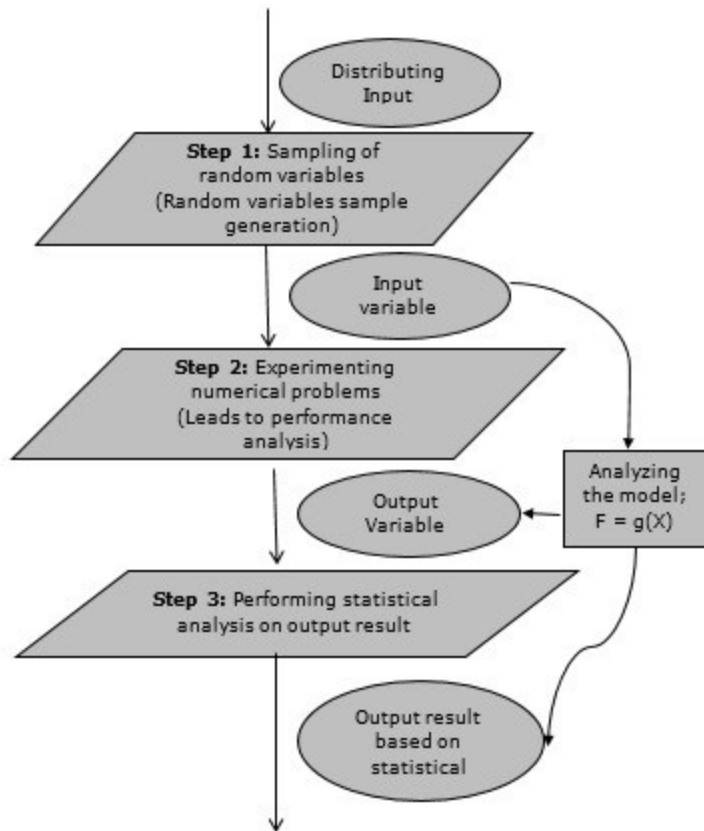 Distributing
Input
Step 1: Sampling of
random variables
(Random variables sample
generation)
Input
variable
Step 2: Experimenting
numerical problems
(Leads to performance
analysis)
Analyzing
the model;
F = g(X)
Output
Variable
Step 3: Performing statistical
analysis on output result
Output result
based on
statistical